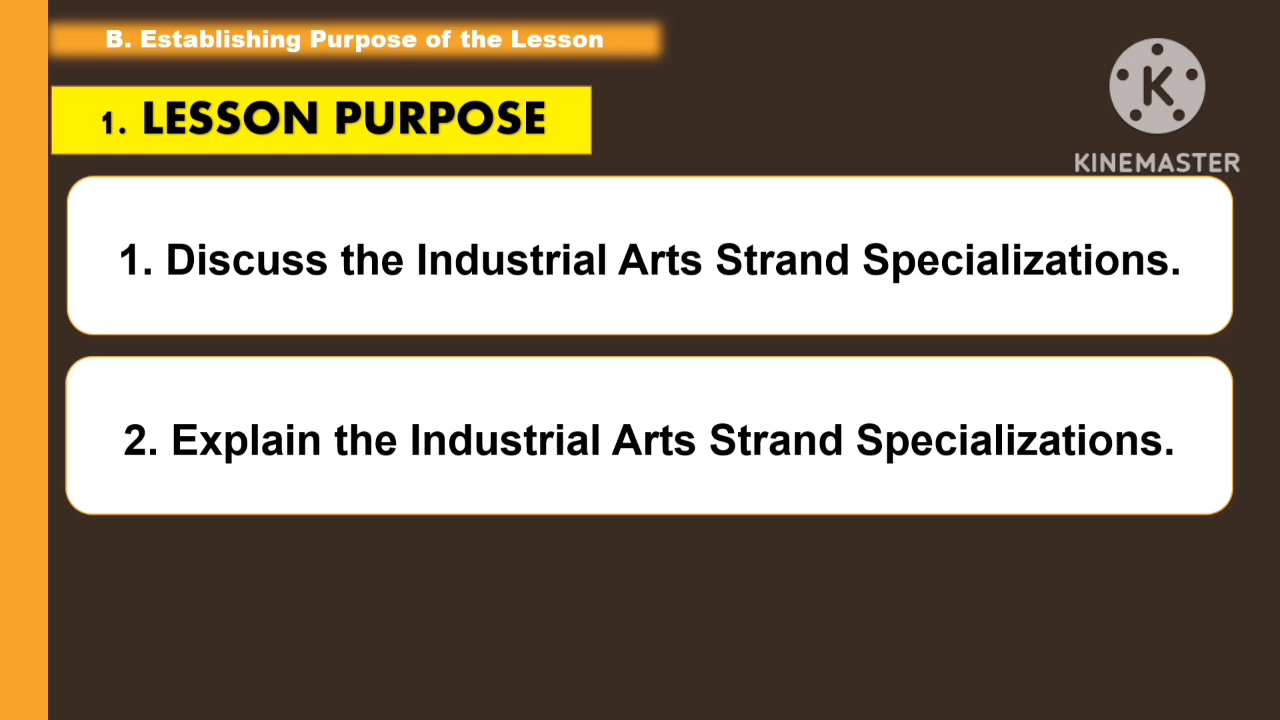 B. Establishing Purpose of the Lesson
1. LESSON PURPOSE
K
KINEMASTER
1. Discuss the Industrial Arts Strand Specializations.
2. Explain the Industrial Arts Strand Specializations.